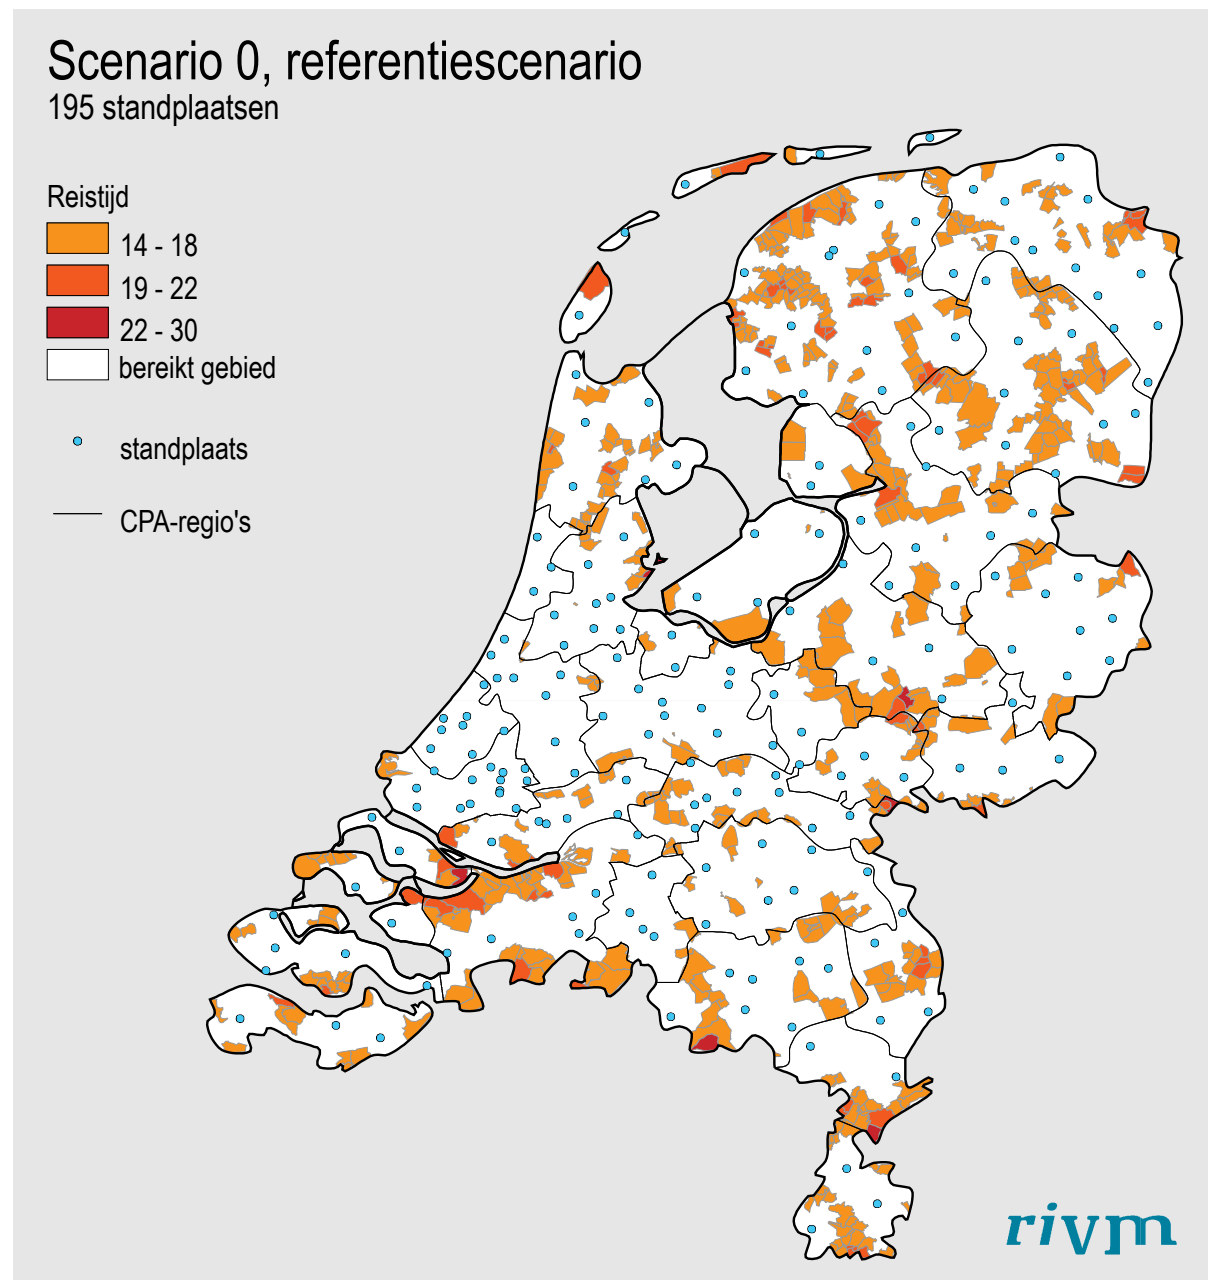 Scenario 0, referentiescenario
195 standplaatsen
Reistijd
14 - 18
19 - 22
22 - 30
bereikt gebied
standplaats
CPA-regio's
rivm